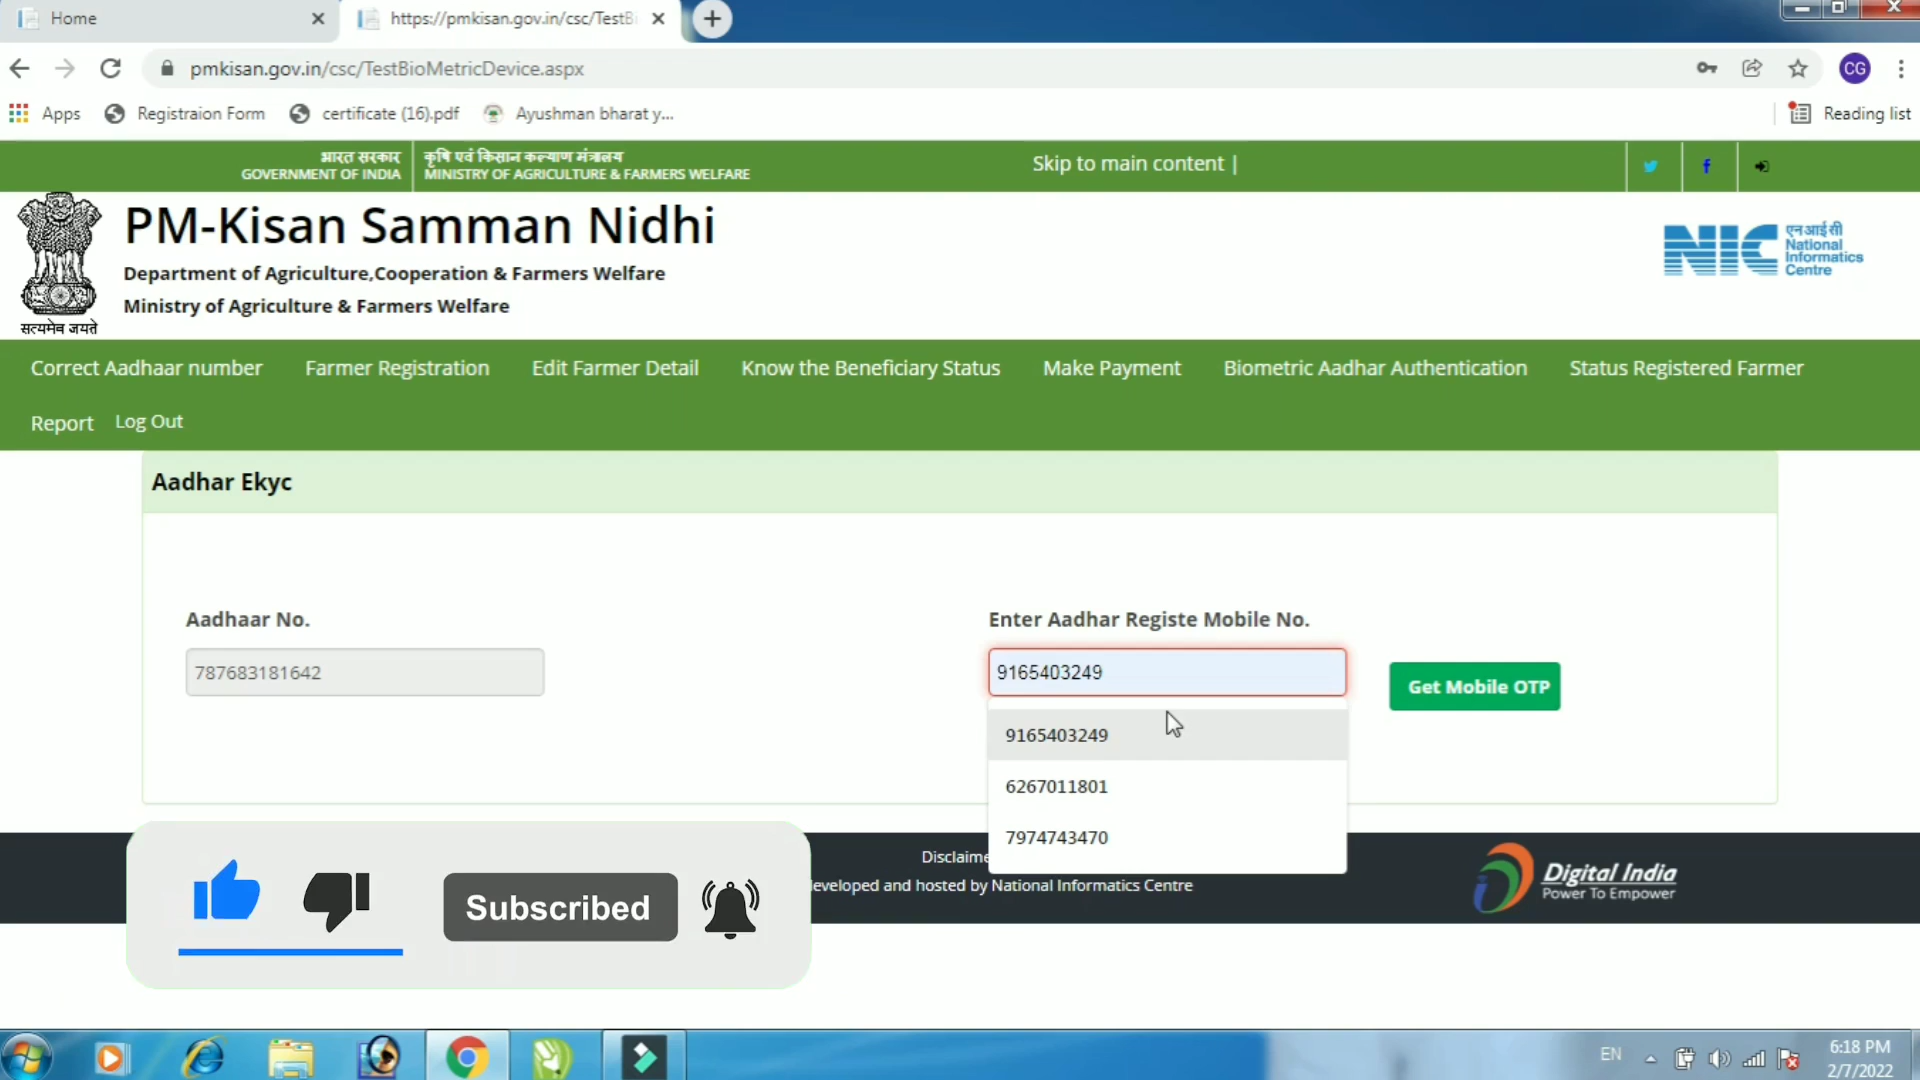 Home
https://pmkisan.gov.in/csc/TestBi
pmkisan.gov.in/csc/TestBioMetricDevice.aspx
CG
Apps
Registraion Form
certificate (16).pdf
Ayushman bharat y...
Reading list
भारत सरकार
GOVERNMENT OF INDIA
कृषि एवं किसान कल्याण मंत्रालय
MINISTRY OF AGRICULTURE & FARMERS WELFARE
Skip to main content |
PM-Kisan Samman Nidhi
Department of Agriculture,Cooperation & Farmers Welfare
Ministry of Agriculture & Farmers Welfare
सत्यमेव जयते
NIC
एन आई सी
National
Informatics
Centre
Correct Aadhaar number
Farmer Registration
Edit Farmer Detail
Know the Beneficiary Status
Make Payment
Biometric Aadhar Authentication
Status Registered Farmer
Report
Log Out
Aadhar Ekyc
Aadhaar No.
Enter Aadhar Registe Mobile No.
787683181642
9165403249
Get Mobile OTP
9165403249
6267011801
7974743470
Disclaime
eveloped and hosted by National Informatics Centre
Digital India
Power To Empower
Subscribed
EN
6:18 PM
2/7/2022